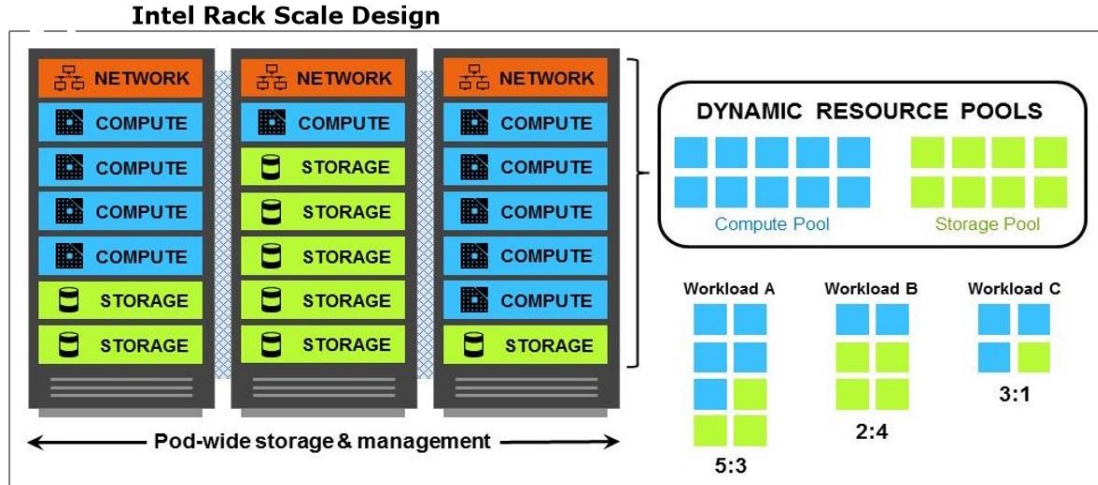 Intel Rack Scale Design
NETWORK
COMPUTE
COMPUTE
COMPUTE
COMPUTE
STORAGE
STORAGE
NETWORK
COMPUTE
STORAGE
STORAGE
STORAGE
STORAGE
STORAGE
NETWORK
COMPUTE
COMPUTE
COMPUTE
COMPUTE
COMPUTE
STORAGE
Pod-wide storage & management
DYNAMIC RESOURCE POOLS
Compute Pool
Storage Pool
Workload A
5:3
Workload B
2:4
Workload C
3:1